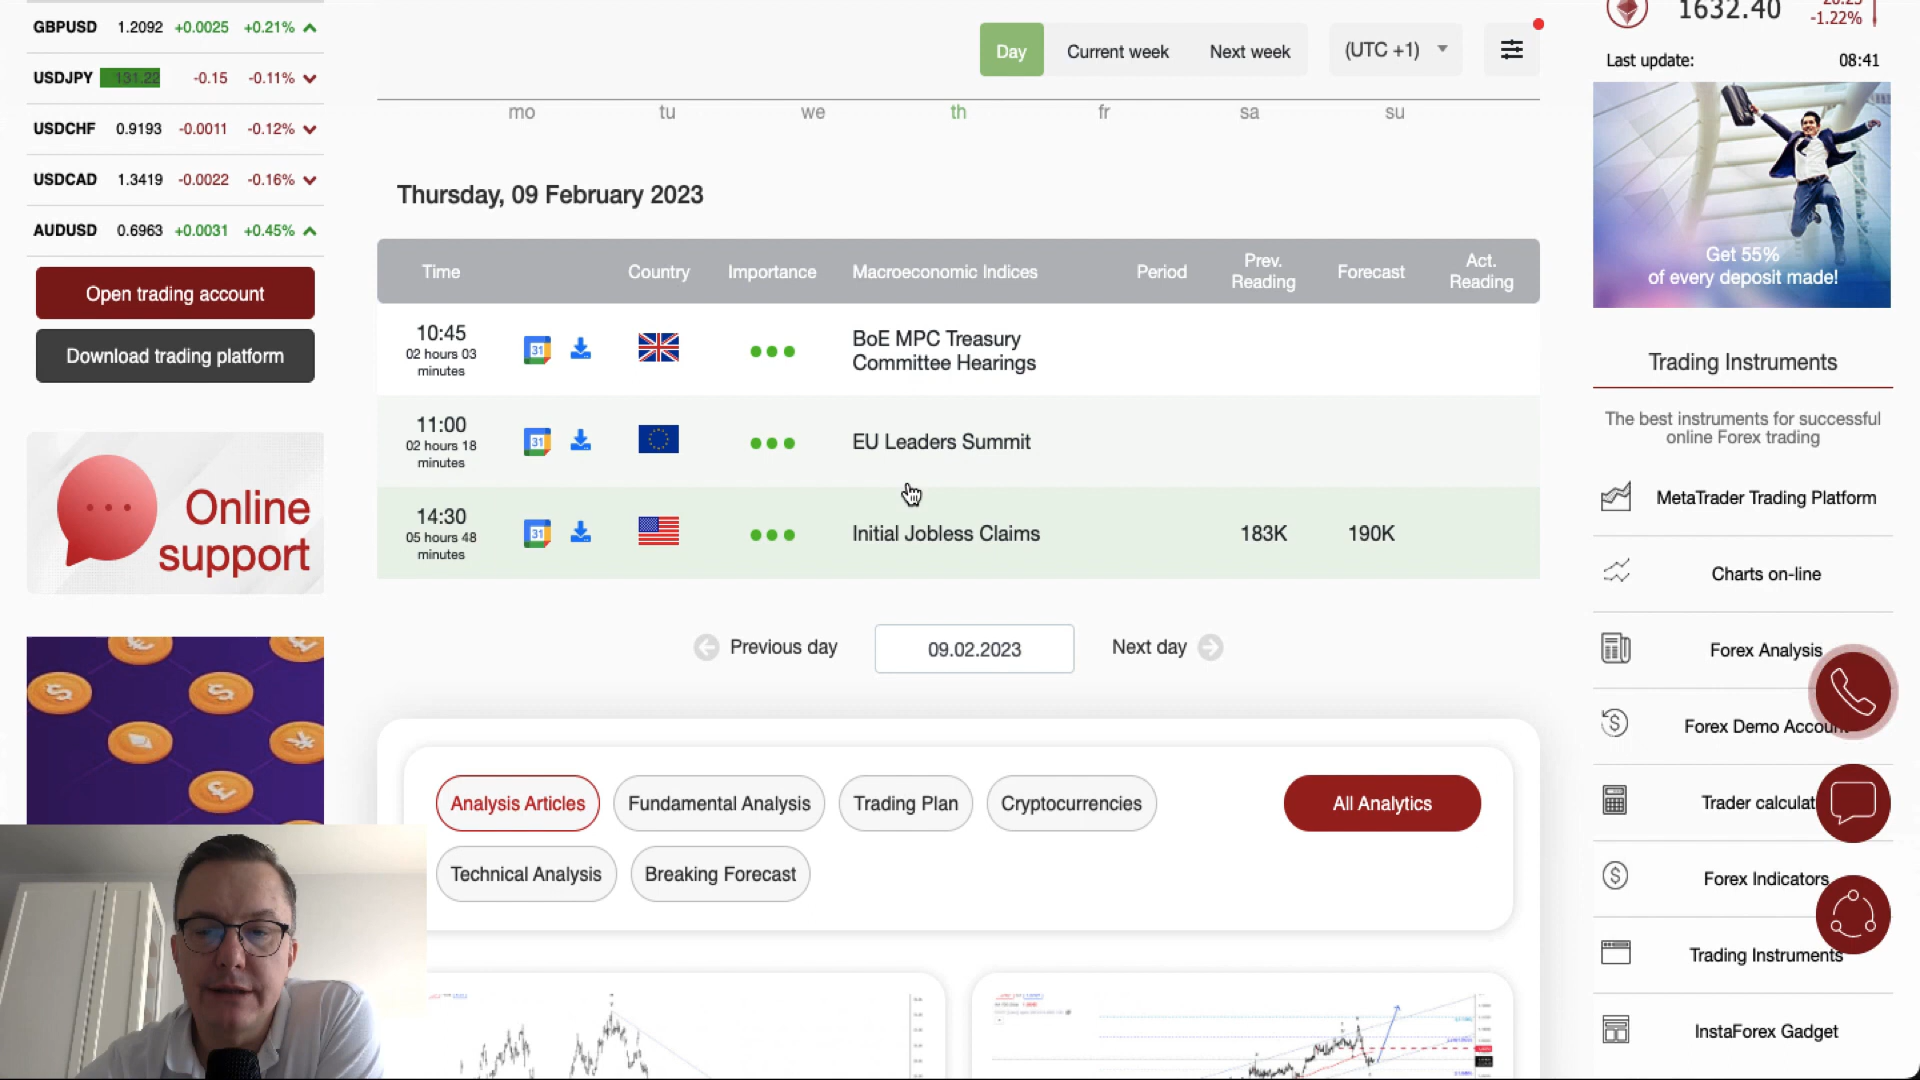 GBPUSD 1.2092 +0.0025 +0.21%
USDJPY 131.22 -0.15 -0.11%
USDCHF 0.9193 -0.0011 -0.12%
USDCAD 1.3419 -0.0022 -0.16%
AUDUSD 0.6963 +0.0031 +0.45%
Open trading account
Download trading platform
Online
support
Day Current week Next week (UTC +1)
mo tu we th fr sa su
Thursday, 09 February 2023
Time Country Importance Macroeconomic Indices Period Prev. Reading Forecast Act. Reading
10:45
02 hours 03
minutes
31
BoE MPC Treasury
Committee Hearings
11:00
02 hours 18
minutes
31
EU Leaders Summit
14:30
05 hours 48
minutes
31
Initial Jobless Claims 183K 190K
Previous day 09.02.2023 Next day
Analysis Articles Fundamental Analysis Trading Plan Cryptocurrencies All Analytics
Technical Analysis Breaking Forecast
1632.40
-1.22%
Last update: 08:41
Get 55%
of every deposit made!
Trading Instruments
The best instruments for successful
online Forex trading
MetaTrader Trading Platform
Charts on-line
Forex Analysis
Forex Demo Accoun
Trader calculat
Forex Indicators
Trading Instruments
InstaForex Gadget